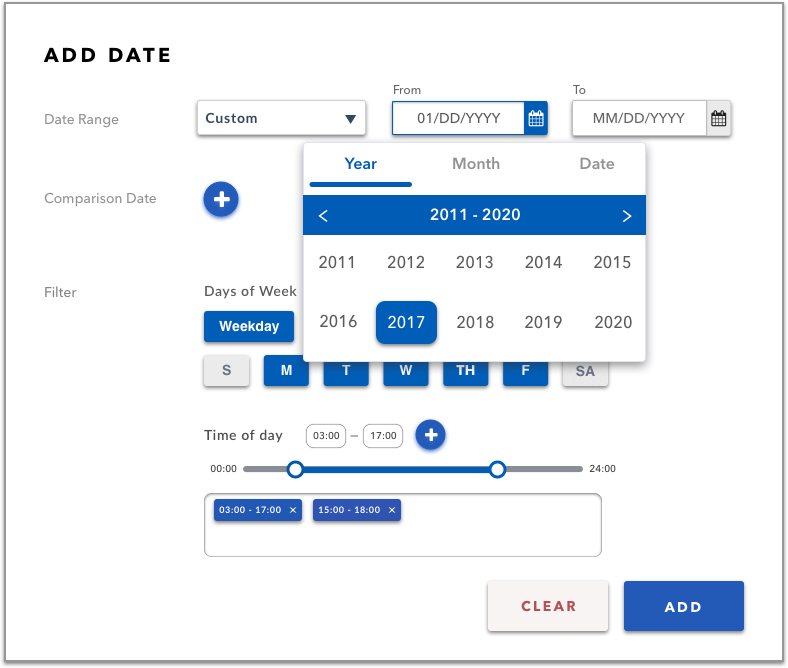 ADD DATE
From To
Date Range Custom 01/DD/YYYY MM/DD/YYYY
Year Month Date
Comparison Date
< 2011 - 2020 >
2011 2012 2013 2014 2015
Filter Days of Week
2016 2017 2018 2019 2020
Weekday
S M T W TH F SA
Time of day 03:00 – 17:00
00:00 24:00
03:00 - 17:00 × 15:00 - 18:00 ×
CLEAR ADD